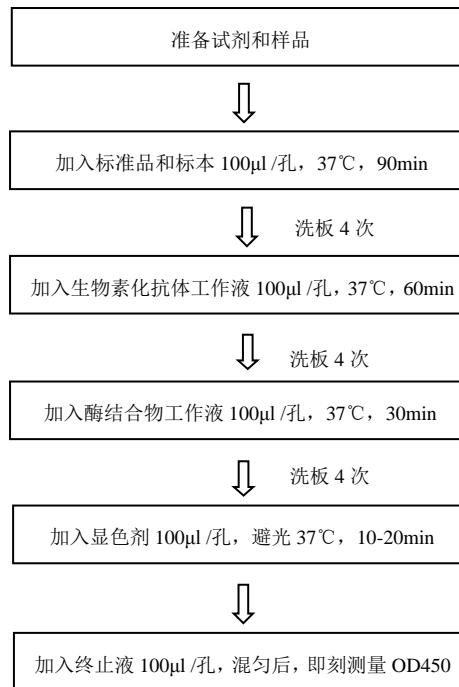 准备试剂和样品
加入标准品和标本 100μl /孔，37℃，90min
洗板 4 次
加入生物素化抗体工作液 100μl /孔，37℃，60min
洗板 4 次
加入酶结合物工作液 100μl /孔，37℃，30min
洗板 4 次
加入显色剂 100μl /孔，避光 37℃，10-20min
加入终止液 100μl /孔，混匀后，即刻测量 OD450